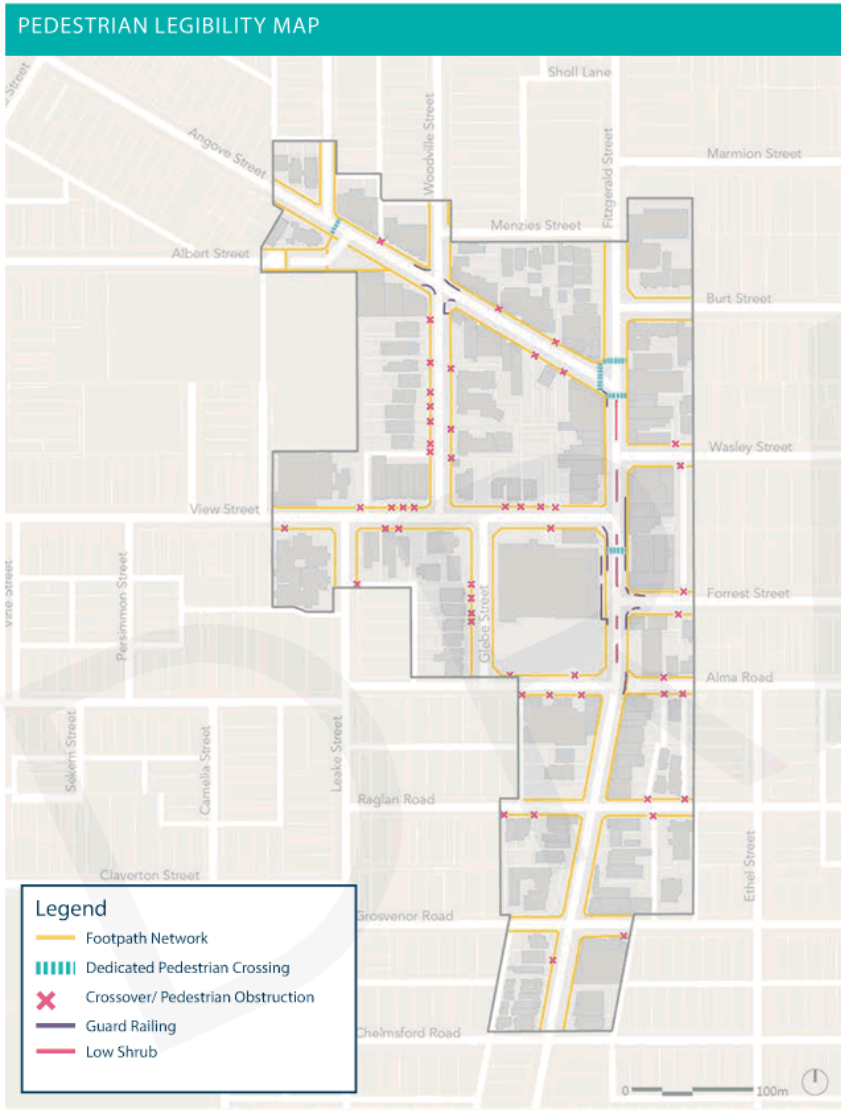 PEDESTRIAN LEGIBILITY MAP
Sholl Lane
Street
Woodville Street
Fitzgerald Street
Angove Street
Marmion Street
Menzies Street
Albert Street
Burt Street
Wasley Street
View Street
Vine Street
Persimmon Street
Glebe Street
Forrest Street
Alma Road
Sekem Street
Camelia Street
Leake Street
Raglan Road
Ethel Street
Claverton Street
Grosvenor Road
Chelmsford Road
Legend
Footpath Network
Dedicated Pedestrian Crossing
Crossover/ Pedestrian Obstruction
Guard Railing
Low Shrub
0 100m